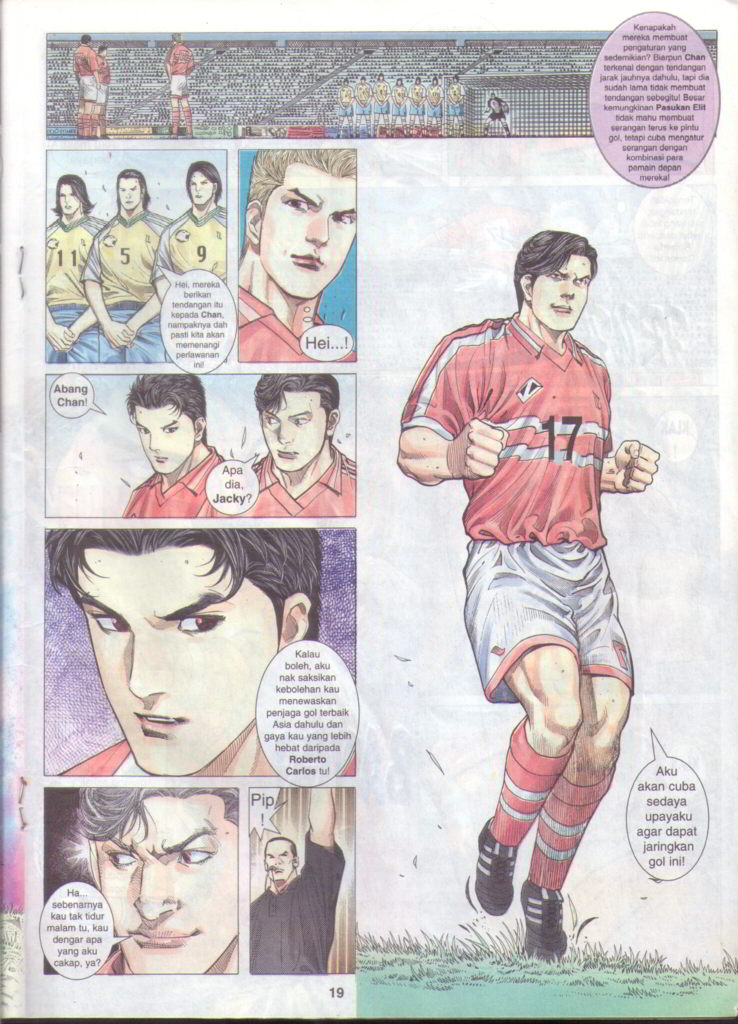 Kenapakah
mereka membuat
pengaturan yang
sedemikian? Biarpun Chan
terkenal dengan tendangan
jarak jauhnya dahulu, tapi dia
sudah lama tidak membuat
tendangan sebegitu! Besar
kemungkinan Pasukan Elit
tidak mahu membuat
serangan terus ke pintu
gol, tetapi cuba mengatur
serangan dengan
kombinasi para
pemain depan
mereka!
11
5
9
Hei, mereka
berikan
tendangan itu
kepada Chan,
nampaknya dah
pasti kita akan
memenangi
perlawanan
ini!
Hei...!
Abang
Chan!
Apa
dia,
Jacky?
17
Kalau
boleh, aku
nak saksikan
kebolehan kau
menewaskan
penjaga gol terbaik
Asia dahulu dan
gaya kau yang lebih
hebat daripada
Roberto
Carlos tu!
Ha...
sebenarnya
kau tak tidur
malam tu, kau
dengar apa
yang aku
cakap, ya?
Pip
!
Aku
akan cuba
sedaya
upayaku
agar dapat
jaringkan
gol ini!
19